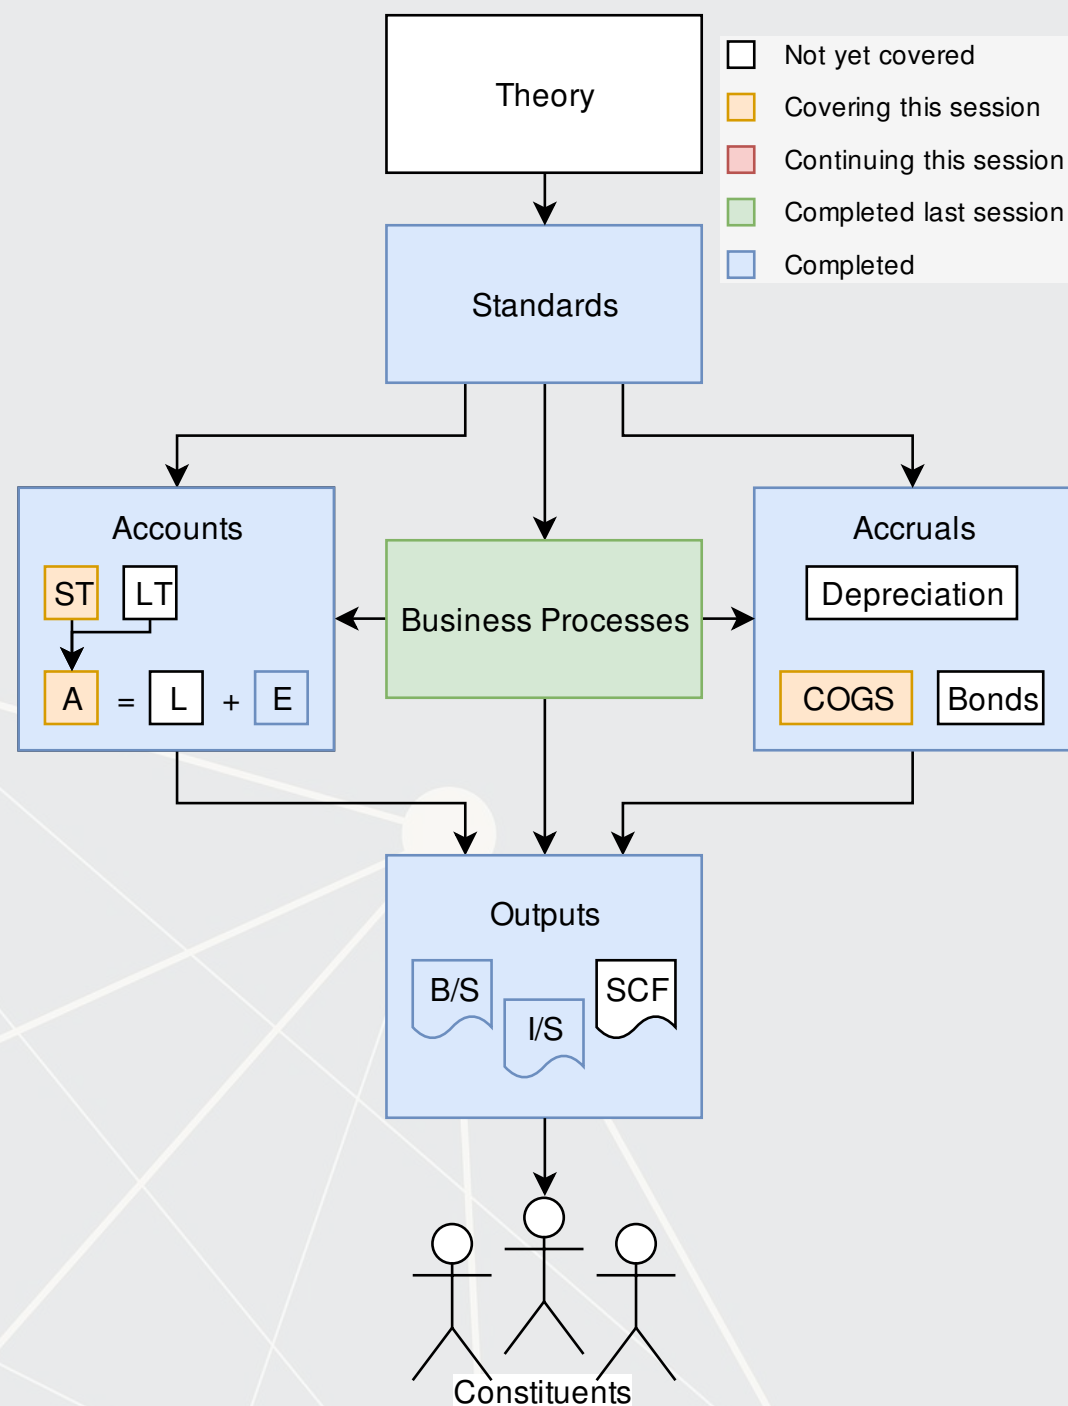 Theory
Not yet covered
Covering this session
Continuing this session
Completed last session
Completed
Standards
Accounts
ST LT
A = L + E
Business Processes
Accruals
Depreciation
COGS Bonds
Outputs
B/S
I/S
SCF
Constituents